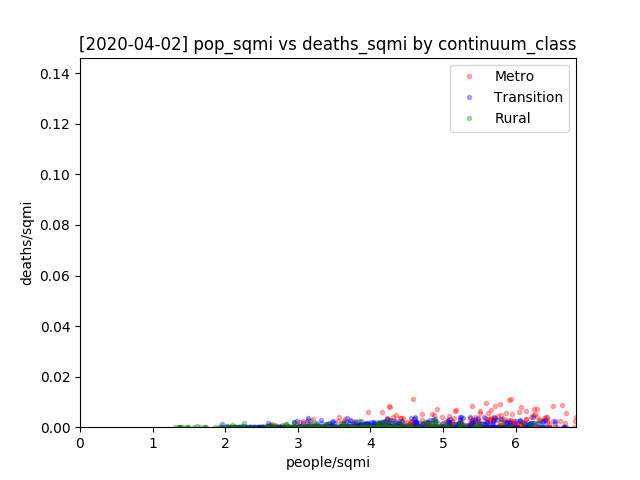 [2020-04-02] pop_sqmi vs deaths_sqmi by continuum_class
Metro
Transition
Rural
deaths/sqmi
0.14
0.12
0.10
0.08
0.06
0.04
0.02
0.00
0 1 2 3 4 5 6
people/sqmi